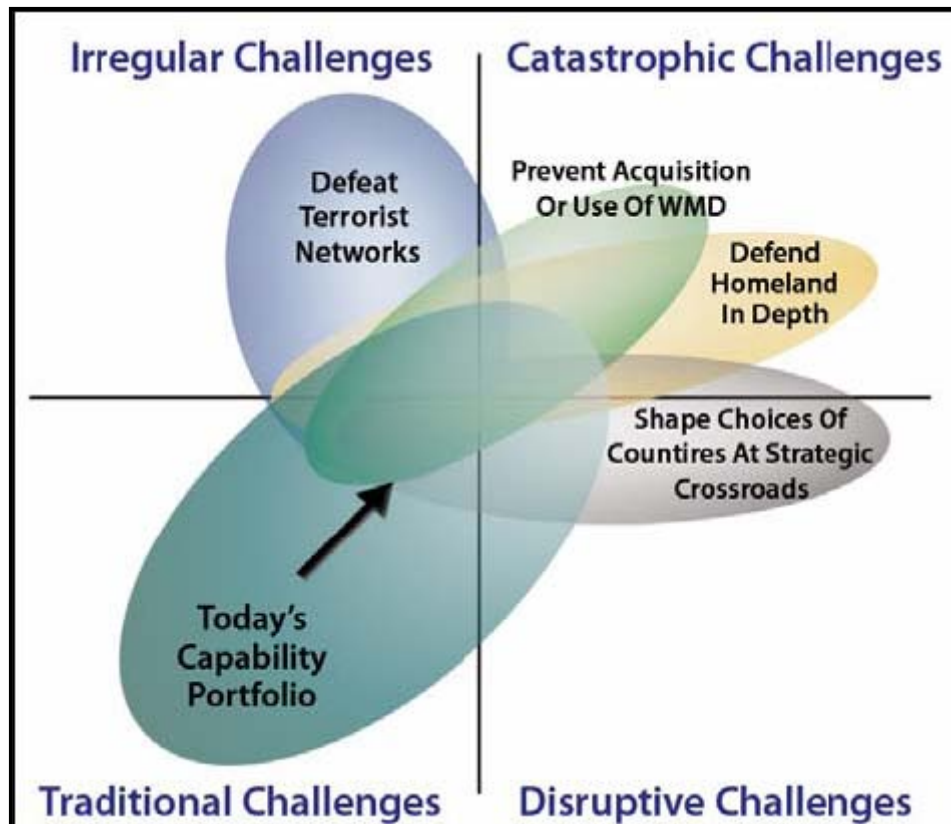 Irregular Challenges
Catastrophic Challenges
Defeat
Terrorist
Networks
Prevent Acquisition
Or Use Of WMD
Defend
Homeland
In Depth
Shape Choices Of
Countires At Strategic
Crossroads
Today's
Capability
Portfolio
Traditional Challenges
Disruptive Challenges